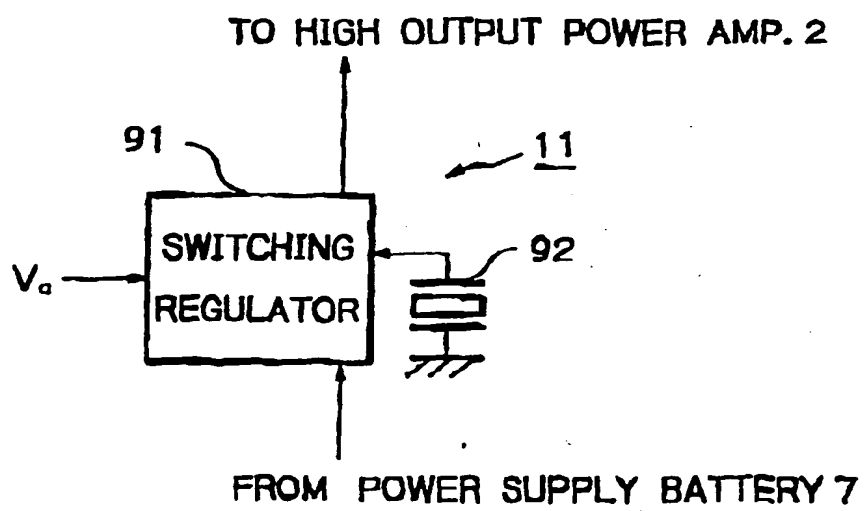 TO HIGH OUTPUT POWER AMP. 2
91
11
SWITCHING
REGULATOR
Va
92
FROM POWER SUPPLY BATTERY 7